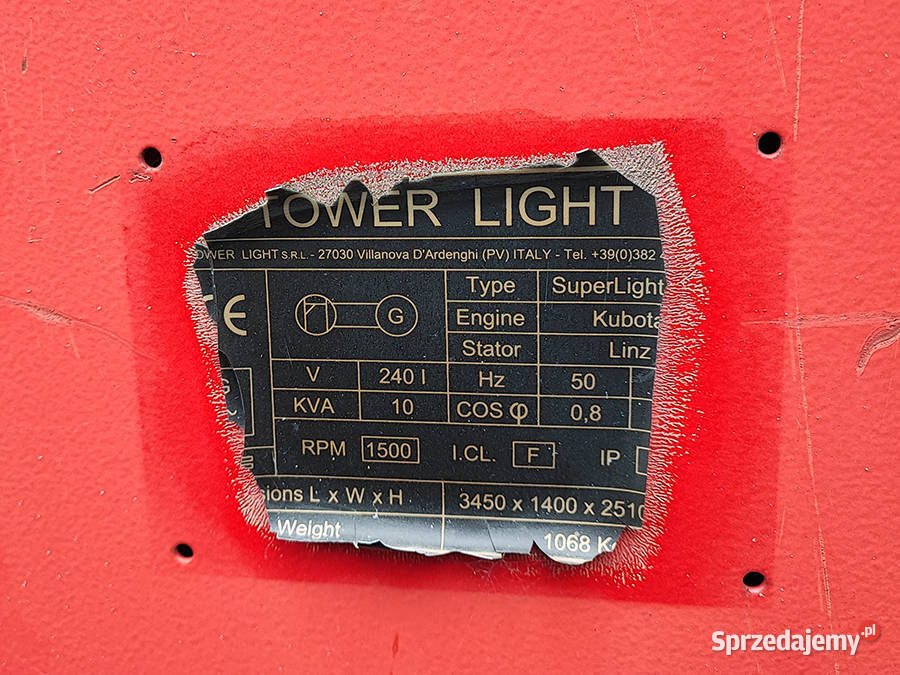 TOWER LIGHT
OWER LIGHT S.R.L. - 27030 Villanova D'Ardenghi (PV) ITALY - Tel. +39(0)382
CE
G
Type SuperLight
Engine Kubota
Stator Linz
V 240 I Hz 50
KVA 10 COS φ 0,8
RPM 1500 I.CL. F IP
sions L x W x H 3450 x 1400 x 2510
Weight 1068 K
Sprzedajemy.pl